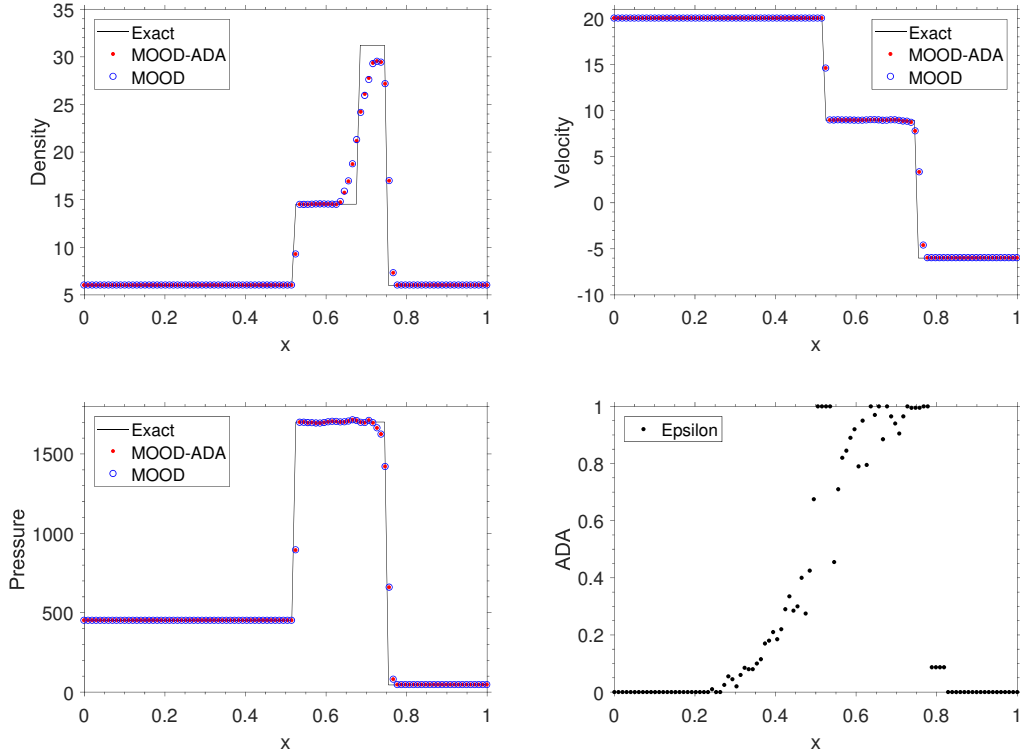 35
30
25
20
15
10
5
Density
Exact
MOOD-ADA
MOOD
0 0.2 0.4 0.6 0.8 1
x
20
15
10
5
0
-5
-10
Velocity
Exact
MOOD-ADA
MOOD
0 0.2 0.4 0.6 0.8 1
x
1500
1000
500
0
Pressure
Exact
MOOD-ADA
MOOD
0 0.2 0.4 0.6 0.8 1
x
1
0.8
0.6
0.4
0.2
0
ADA
Epsilon
0 0.2 0.4 0.6 0.8 1
x